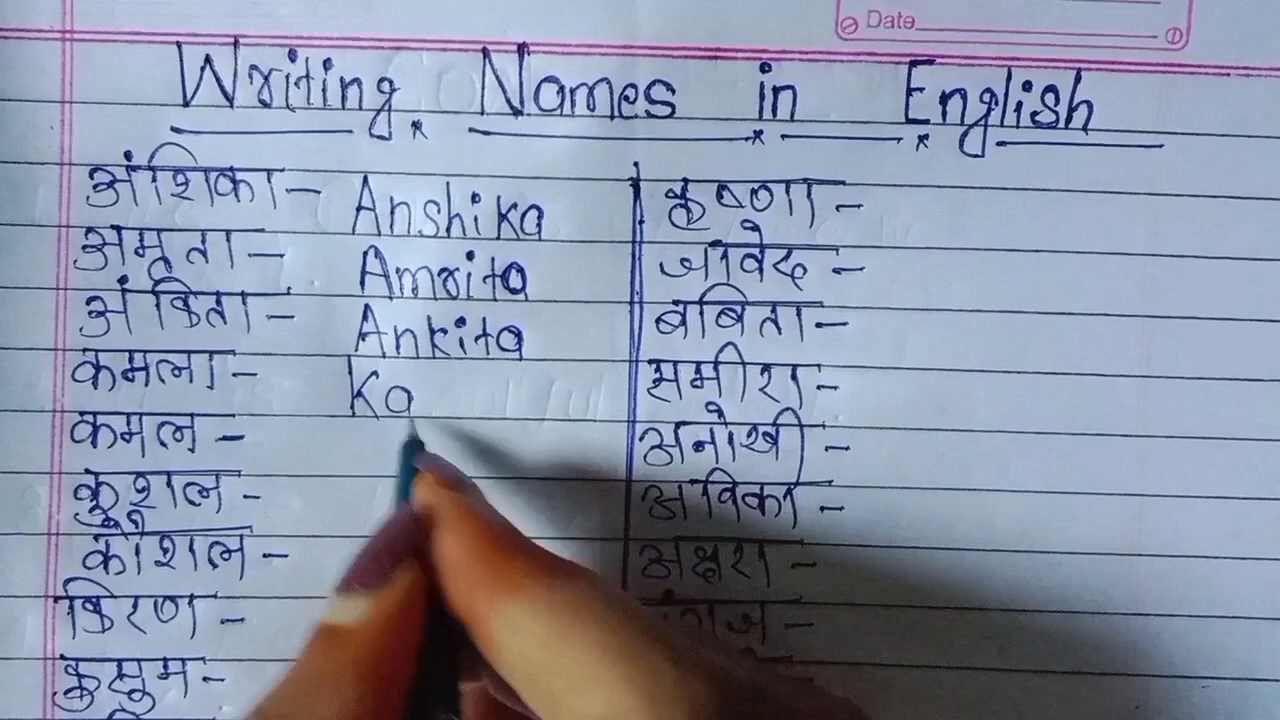 Date
Writing Names in English
अंशिका - Anshika
अमृता - Amrita
अंकिता - Ankita
कमला - Ka
कमल -
कुशल -
कौशल -
किरण -
कुसुम -
कृष्णा -
जावेद -
बबिता -
समीरा -
अनोखी -
अविका -
अक्षरा -